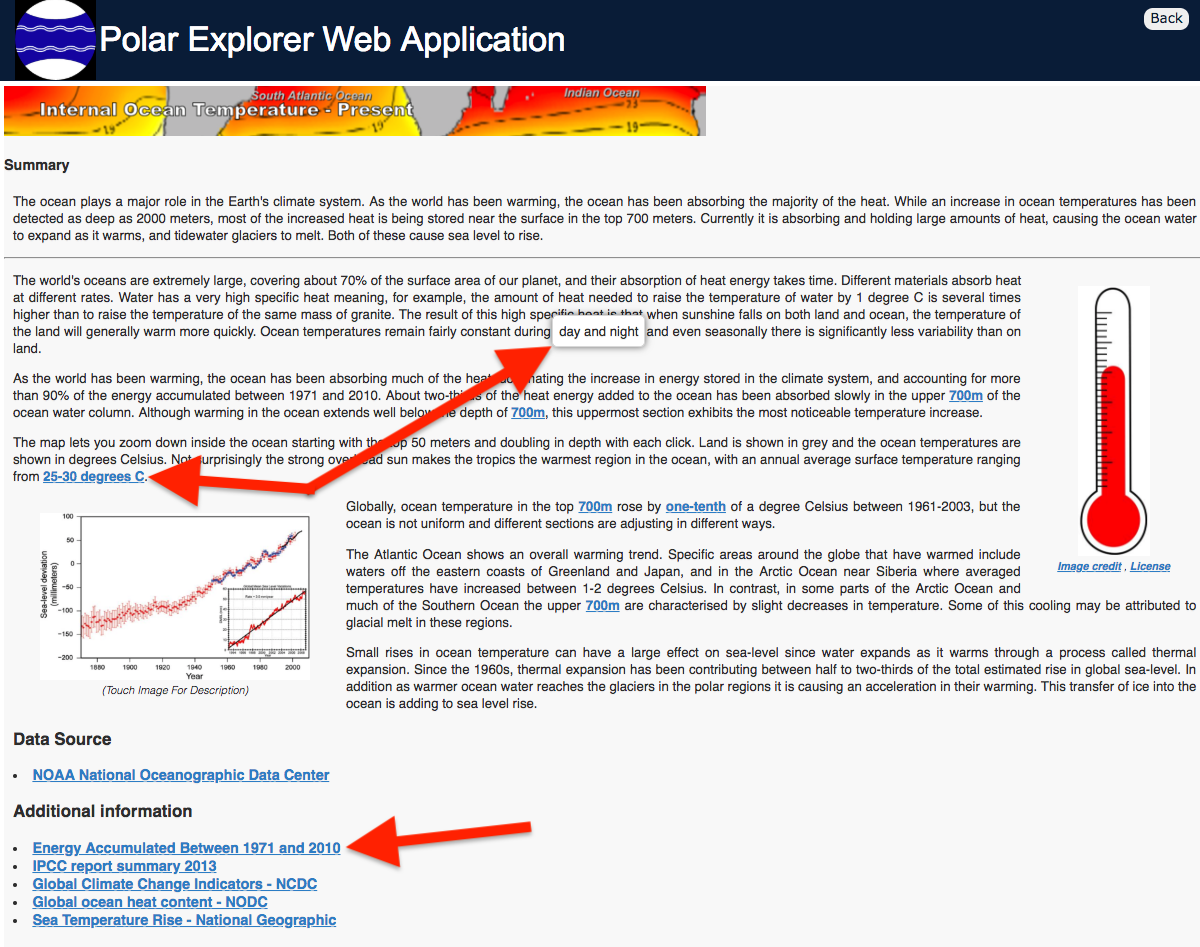 Polar Explorer Web Application
Back
South Atlantic Ocean
Indian Ocean
Internal Ocean Temperature - Present
23
19
19
19
Summary
The ocean plays a major role in the Earth's climate system. As the world has been warming, the ocean has been absorbing the majority of the heat. While an increase in ocean temperatures has been
detected as deep as 2000 meters, most of the increased heat is being stored near the surface in the top 700 meters. Currently it is absorbing and holding large amounts of heat, causing the ocean water
to expand as it warms, and tidewater glaciers to melt. Both of these cause sea level to rise.
The world's oceans are extremely large, covering about 70% of the surface area of our planet, and their absorption of heat energy takes time. Different materials absorb heat
at different rates. Water has a very high specific heat meaning, for example, the amount of heat needed to raise the temperature of water by 1 degree C is several times
higher than to raise the temperature of the same mass of granite. The result of this high specific heat is that when sunshine falls on both land and ocean, the temperature of
the land will generally warm more quickly. Ocean temperatures remain fairly constant during day and night and even seasonally there is significantly less variability than on
land.
As the world has been warming, the ocean has been absorbing much of the heat, dominating the increase in energy stored in the climate system, and accounting for more
than 90% of the energy accumulated between 1971 and 2010. About two-thirds of the heat energy added to the ocean has been absorbed slowly in the upper 700m of the
ocean water column. Although warming in the ocean extends well below the depth of 700m, this uppermost section exhibits the most noticeable temperature increase.
The map lets you zoom down inside the ocean starting with the top 50 meters and doubling in depth with each click. Land is shown in grey and the ocean temperatures are
shown in degrees Celsius. Not surprisingly the strong overhead sun makes the tropics the warmest region in the ocean, with an annual average surface temperature ranging
from 25-30 degrees C.
Globally, ocean temperature in the top 700m rose by one-tenth of a degree Celsius between 1961-2003, but the
ocean is not uniform and different sections are adjusting in different ways.
The Atlantic Ocean shows an overall warming trend. Specific areas around the globe that have warmed include
waters off the eastern coasts of Greenland and Japan, and in the Arctic Ocean near Siberia where averaged
temperatures have increased between 1-2 degrees Celsius. In contrast, in some parts of the Arctic Ocean and
much of the Southern Ocean the upper 700m are characterised by slight decreases in temperature. Some of this cooling may be attributed to
glacial melt in these regions.
Small rises in ocean temperature can have a large effect on sea-level since water expands as it warms through a process called thermal
expansion. Since the 1960s, thermal expansion has been contributing between half to two-thirds of the total estimated rise in global sea-level. In
addition as warmer ocean water reaches the glaciers in the polar regions it is causing an acceleration in their warming. This transfer of ice into the
ocean is adding to sea level rise.
Image credit , License
100
50
0
−50
−100
−150
−200
Sea-level deviation
(millimeters)
1880 1900 1920 1940 1960 1980 2000
Year
(Touch Image For Description)
Data Source
NOAA National Oceanographic Data Center
Additional information
Energy Accumulated Between 1971 and 2010
IPCC report summary 2013
Global Climate Change Indicators - NCDC
Global ocean heat content - NODC
Sea Temperature Rise - National Geographic